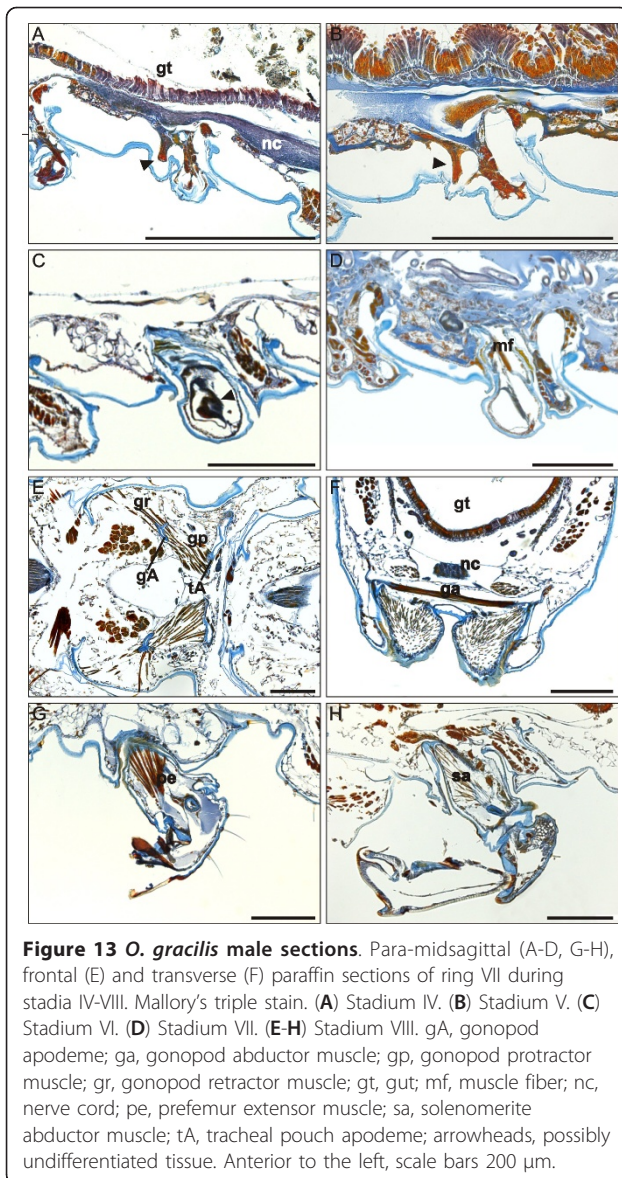 A
gt
nc
B
C
D
mf
E
gr
gp
gA
tA
F
gt
nc
ga
G
pe
H
sa
Figure 13 O. gracilis male sections. Para-midsagittal (A-D, G-H),
frontal (E) and transverse (F) paraffin sections of ring VII during
stadia IV-VIII. Mallory's triple stain. (A) Stadium IV. (B) Stadium V. (C)
Stadium VI. (D) Stadium VII. (E-H) Stadium VIII. gA, gonopod
apodeme; ga, gonopod abductor muscle; gp, gonopod protractor
muscle; gr, gonopod retractor muscle; gt, gut; mf, muscle fiber; nc,
nerve cord; pe, prefemur extensor muscle; sa, solenomerite
abductor muscle; tA, tracheal pouch apodeme; arrowheads, possibly
undifferentiated tissue. Anterior to the left, scale bars 200 μm.